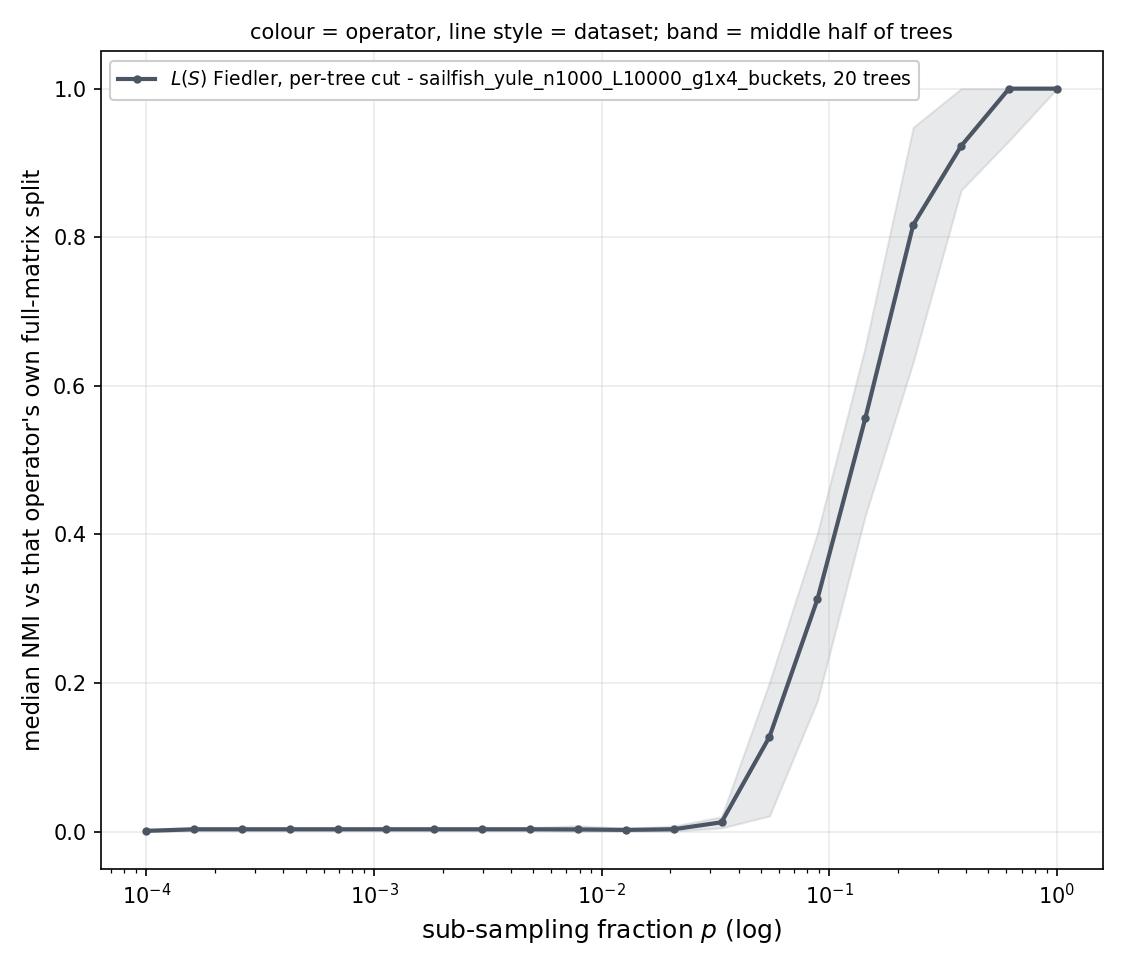 colour = operator, line style = dataset; band = middle half of trees
L(S) Fiedler, per-tree cut - sailfish_yule_n1000_L10000_g1x4_buckets, 20 trees
median NMI vs that operator's own full-matrix split
1.0
0.8
0.6
0.4
0.2
0.0
10⁻⁴
10⁻³
10⁻²
10⁻¹
10⁰
sub-sampling fraction p (log)